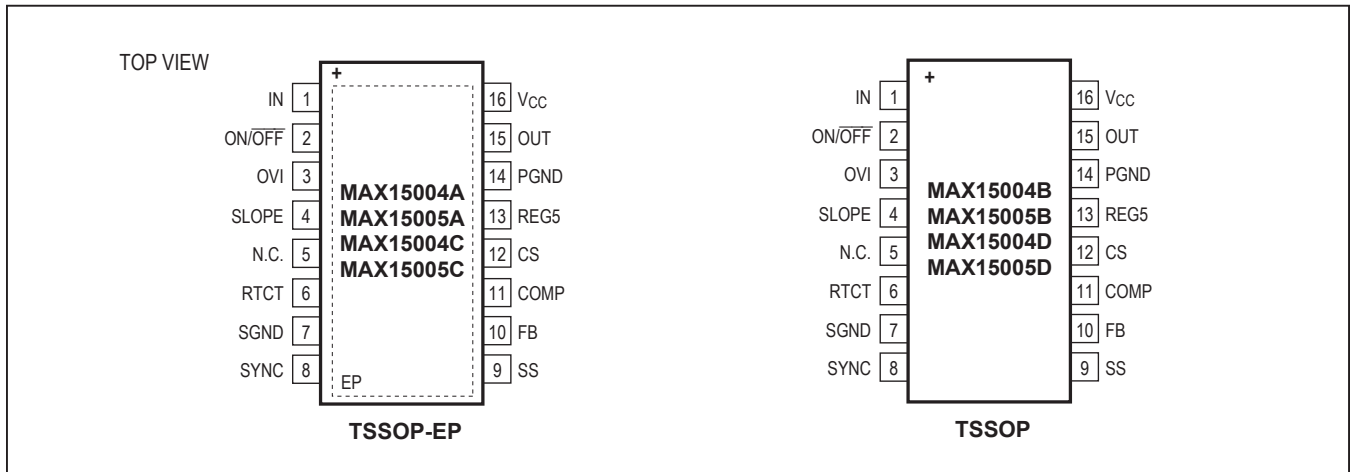 TOP VIEW
+
IN 1
ON/OFF 2
OVI 3
SLOPE 4
N.C. 5
RTCT 6
SGND 7
SYNC 8
MAX15004A
MAX15005A
MAX15004C
MAX15005C
EP
16 VCC
15 OUT
14 PGND
13 REG5
12 CS
11 COMP
10 FB
9 SS
TSSOP-EP
+
IN 1
ON/OFF 2
OVI 3
SLOPE 4
N.C. 5
RTCT 6
SGND 7
SYNC 8
MAX15004B
MAX15005B
MAX15004D
MAX15005D
16 VCC
15 OUT
14 PGND
13 REG5
12 CS
11 COMP
10 FB
9 SS
TSSOP